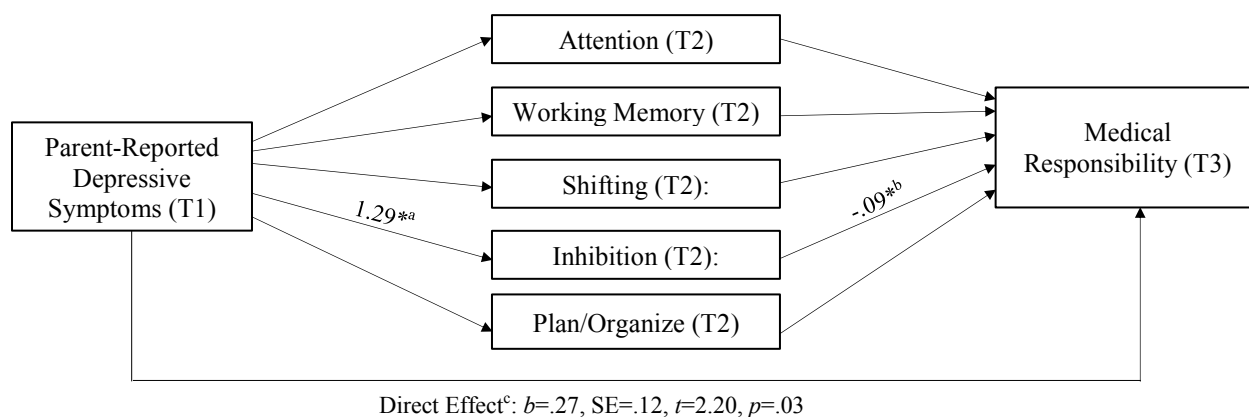 Parent-Reported
Depressive
Symptoms (T1)
Attention (T2)
Working Memory (T2)
Shifting (T2):
Inhibition (T2):
Plan/Organize (T2)
1.29*ᵃ
-.09*ᵇ
Medical
Responsibility (T3)
Direct Effectᶜ: b=.27, SE=.12, t=2.20, p=.03